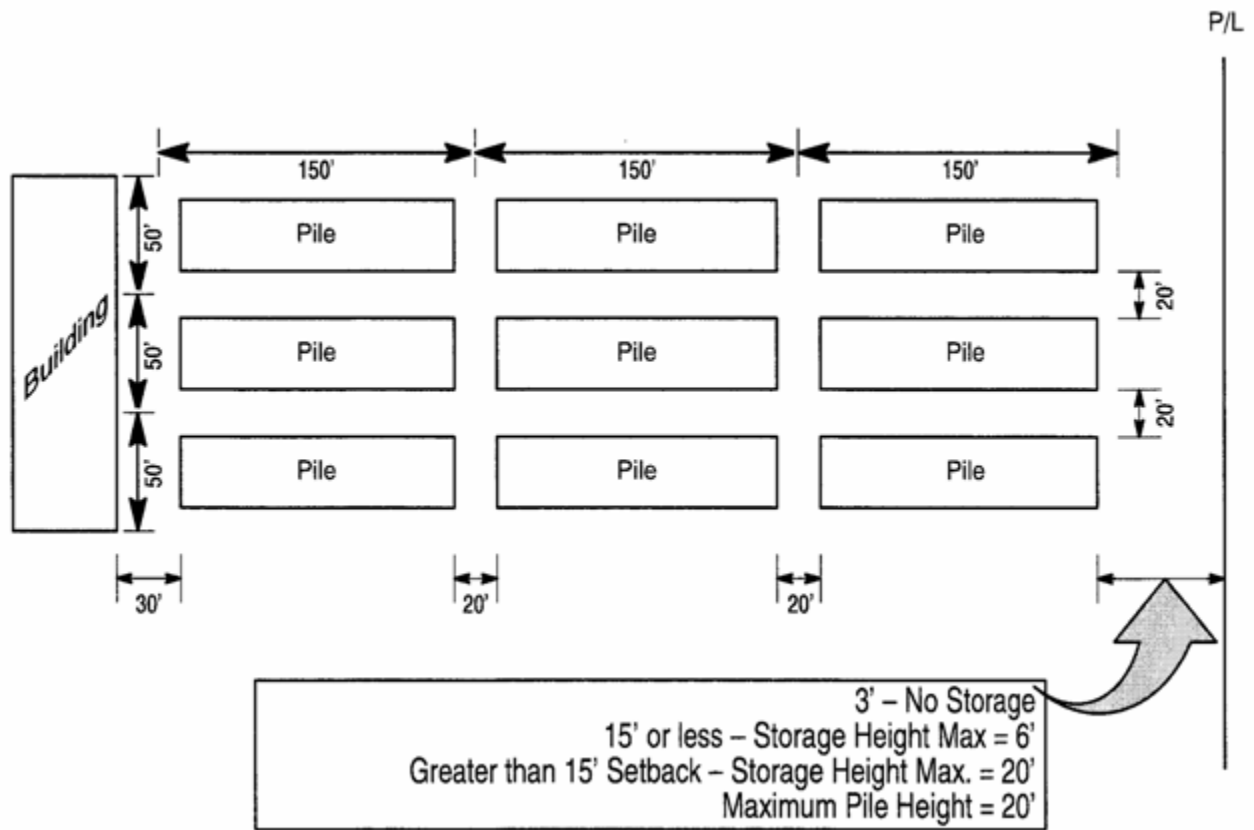 P/L
150'
150'
150'
Building
50'
50'
50'
Pile
Pile
Pile
20'
Pile
Pile
Pile
20'
Pile
Pile
Pile
30'
20'
20'
3' – No Storage
15' or less – Storage Height Max = 6'
Greater than 15' Setback – Storage Height Max. = 20'
Maximum Pile Height = 20'